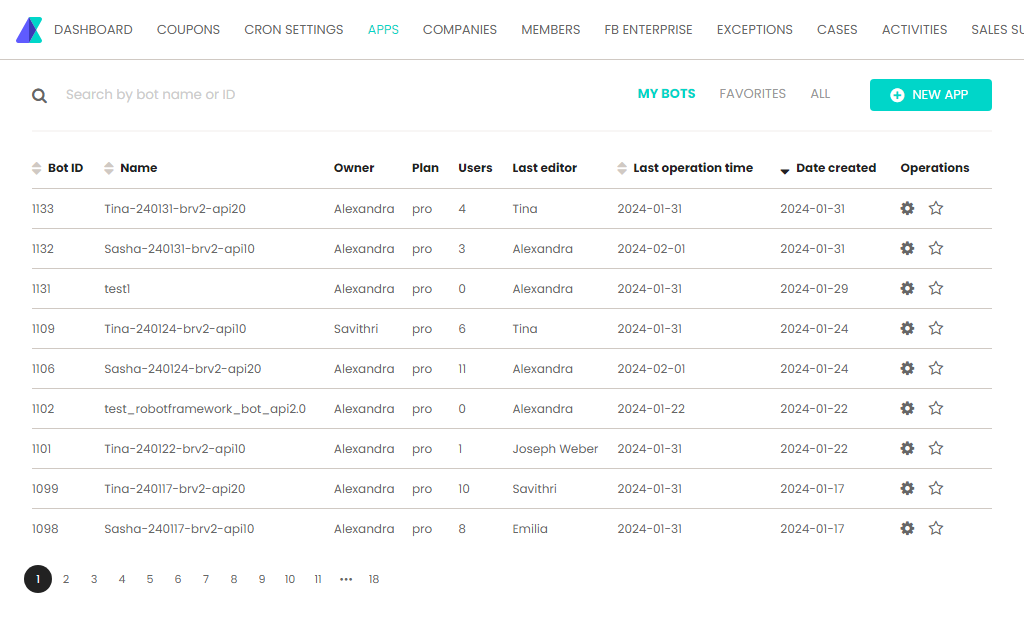 DASHBOARD COUPONS CRON SETTINGS APPS COMPANIES MEMBERS FB ENTERPRISE EXCEPTIONS CASES ACTIVITIES SALES SU
Search by bot name or ID MY BOTS FAVORITES ALL NEW APP
Bot ID Name Owner Plan Users Last editor Last operation time Date created Operations
1133 Tina-240131-brv2-api20 Alexandra pro 4 Tina 2024-01-31 2024-01-31
1132 Sasha-240131-brv2-api10 Alexandra pro 3 Alexandra 2024-02-01 2024-01-31
1131 test1 Alexandra pro 0 Alexandra 2024-01-31 2024-01-29
1109 Tina-240124-brv2-api10 Savithri pro 6 Tina 2024-01-31 2024-01-24
1106 Sasha-240124-brv2-api20 Alexandra pro 11 Alexandra 2024-02-01 2024-01-24
1102 test_robotframework_bot_api2.0 Alexandra pro 0 Alexandra 2024-01-22 2024-01-22
1101 Tina-240122-brv2-api10 Alexandra pro 1 Joseph Weber 2024-01-31 2024-01-22
1099 Tina-240117-brv2-api20 Alexandra pro 10 Savithri 2024-01-31 2024-01-17
1098 Sasha-240117-brv2-api10 Alexandra pro 8 Emilia 2024-01-31 2024-01-17
1 2 3 4 5 6 7 8 9 10 11 ••• 18